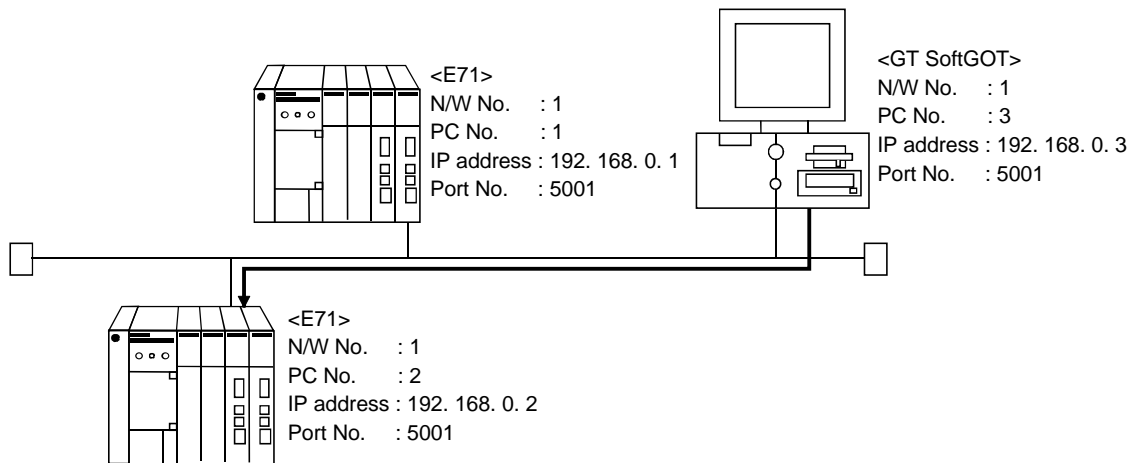 <E71>
N/W No. : 1
PC No. : 1
IP address : 192. 168. 0. 1
Port No. : 5001
<GT SoftGOT>
N/W No. : 1
PC No. : 3
IP address : 192. 168. 0. 3
Port No. : 5001
<E71>
N/W No. : 1
PC No. : 2
IP address : 192. 168. 0. 2
Port No. : 5001